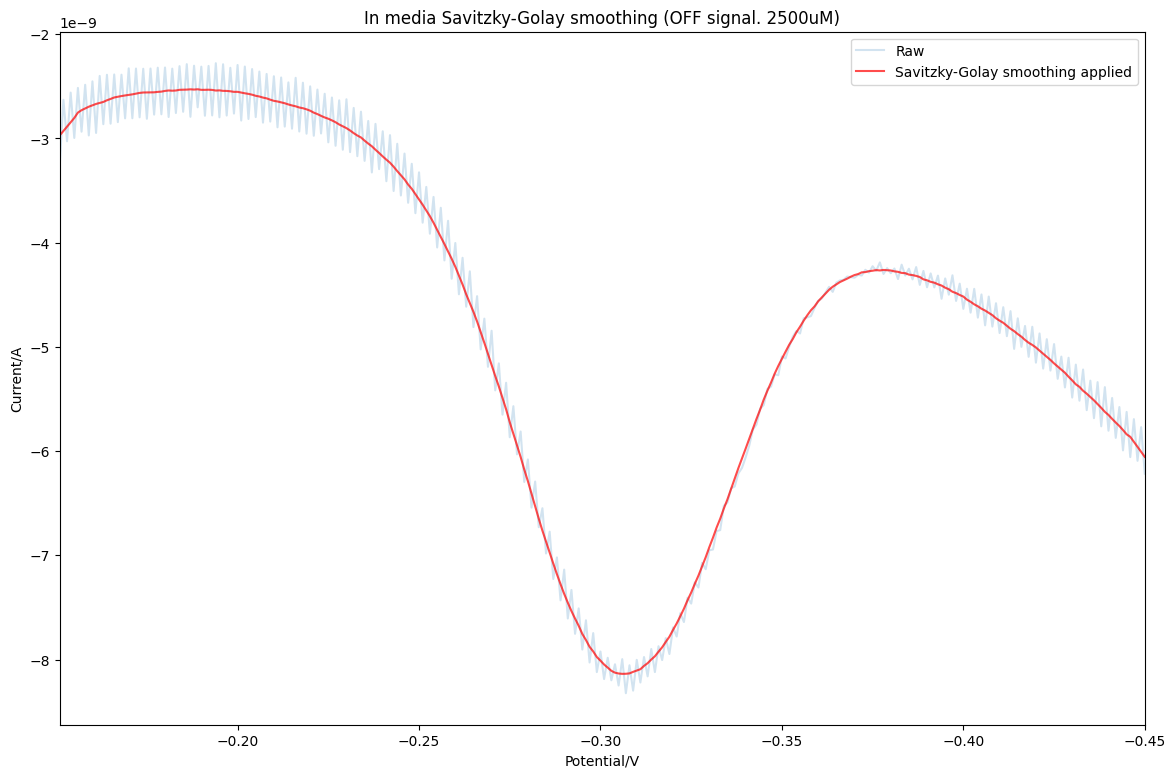 In media Savitzky-Golay smoothing (OFF signal. 2500uM)
1e−9
Raw
Savitzky-Golay smoothing applied
−2
−3
−4
−5
−6
−7
−8
Current/A
−0.20 −0.25 −0.30 −0.35 −0.40 −0.45
Potential/V